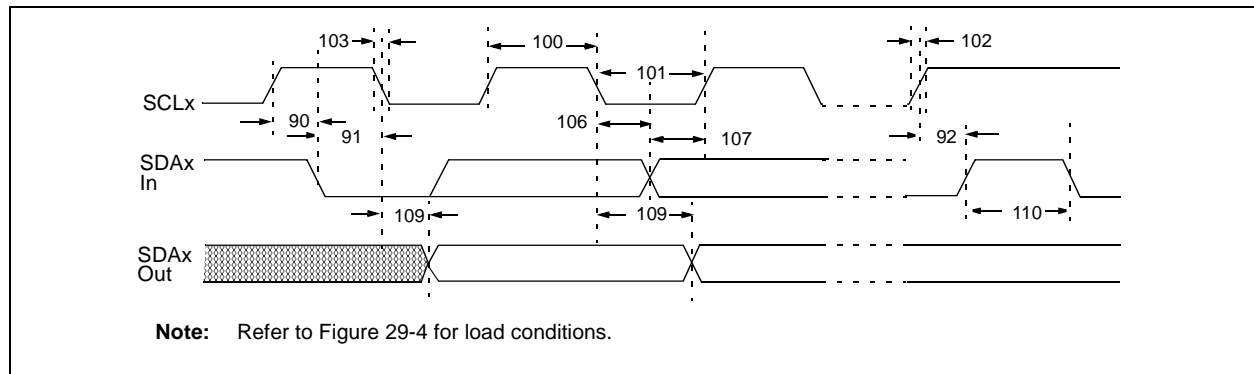 103
100
102
101
SCLx
90
91
106
107
92
SDAx
In
109
109
110
SDAx
Out
Note: Refer to Figure 29-4 for load conditions.